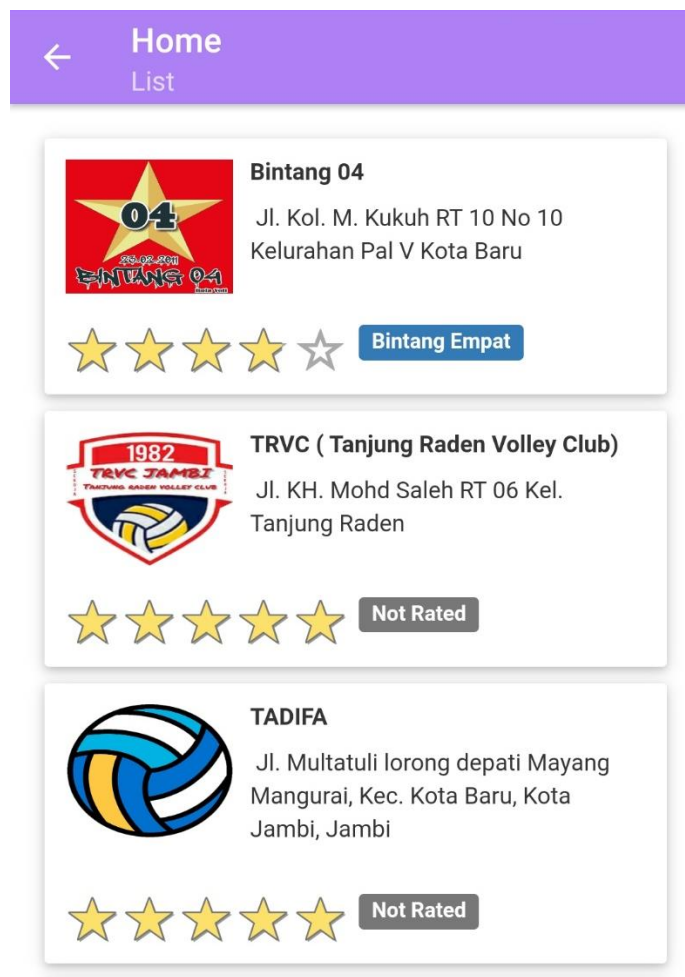 Home
List
04
25.02.2011
BINTANG 04
Bintang 04
Jl. Kol. M. Kukuh RT 10 No 10
Kelurahan Pal V Kota Baru
Bintang Empat
1982
TRVC JAMBI
TANJUNG RADEN VOLLEY CLUB
TRVC ( Tanjung Raden Volley Club)
Jl. KH. Mohd Saleh RT 06 Kel.
Tanjung Raden
Not Rated
TADIFA
Jl. Multatuli lorong depati Mayang
Mangurai, Kec. Kota Baru, Kota
Jambi, Jambi
Not Rated